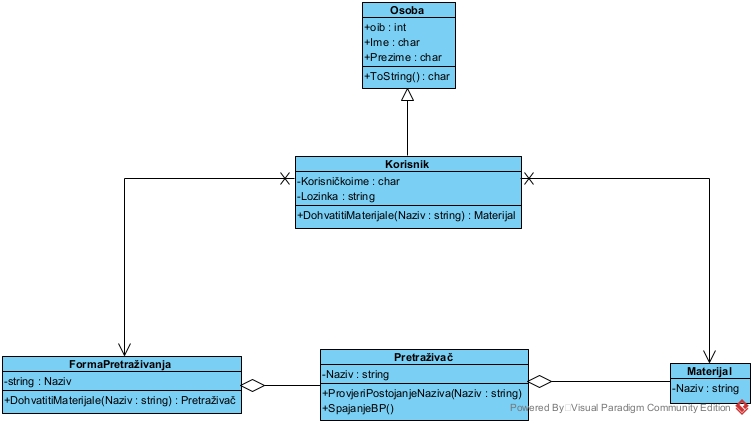 Osoba
+oib : int
+Ime : char
+Prezime : char
+ToString() : char
Korisnik
-Korisničkoime : char
-Lozinka : string
+DohvatitiMaterijale(Naziv : string) : Materijal
FormaPretraživanja
-string : Naziv
+DohvatitiMaterijale(Naziv : string) : Pretraživač
Pretraživač
-Naziv : string
+ProvjeriPostojanjeNaziva(Naziv : string)
+SpajanjeBP()
Materijal
-Naziv : string
Powered By Visual Paradigm Community Edition